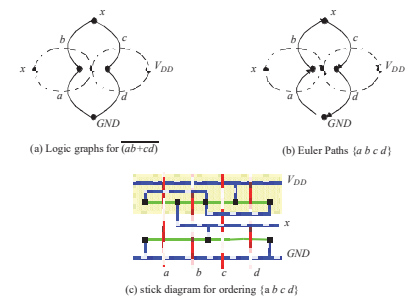 x
b
c
x
V_DD
a
d
GND
(a) Logic graphs for (ab+cd)
x
b
c
x
V_DD
a
d
GND
(b) Euler Paths {a b c d}
V_DD
x
GND
a b c d
(c) stick diagram for ordering {a b c d}